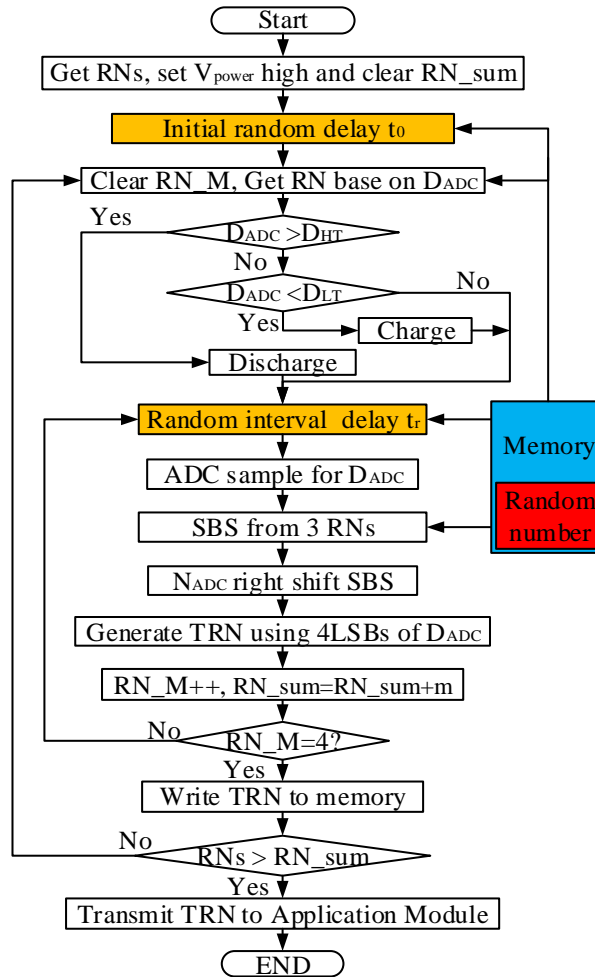 Start
Get RNs, set Vpower high and clear RN_sum
Initial random delay t0
Clear RN_M, Get RN base on DADC
Yes
DADC >DHT
No
DADC <DLT
No
Yes
Charge
Discharge
Random interval delay tr
Memory
ADC sample for DADC
Random
number
SBS from 3 RNs
NADC right shift SBS
Generate TRN using 4LSBs of DADC
RN_M++, RN_sum=RN_sum+m
No
RN_M=4?
Yes
Write TRN to memory
No
RNs > RN_sum
Yes
Transmit TRN to Application Module
END